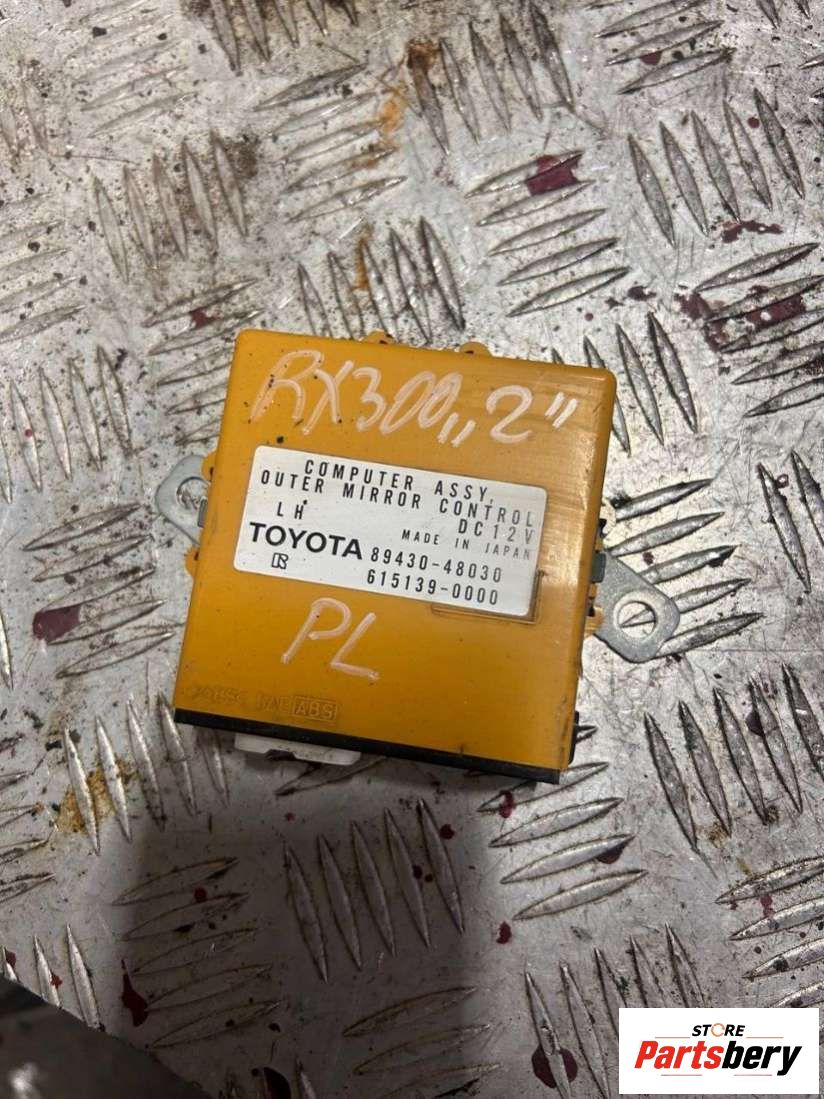 RX300 „2"
COMPUTER ASSY,
OUTER MIRROR CONTROL
LH DC12V
MADE IN JAPAN
TOYOTA 89430-48030
615139-0000
PL
ABS
STORE
Partsbery